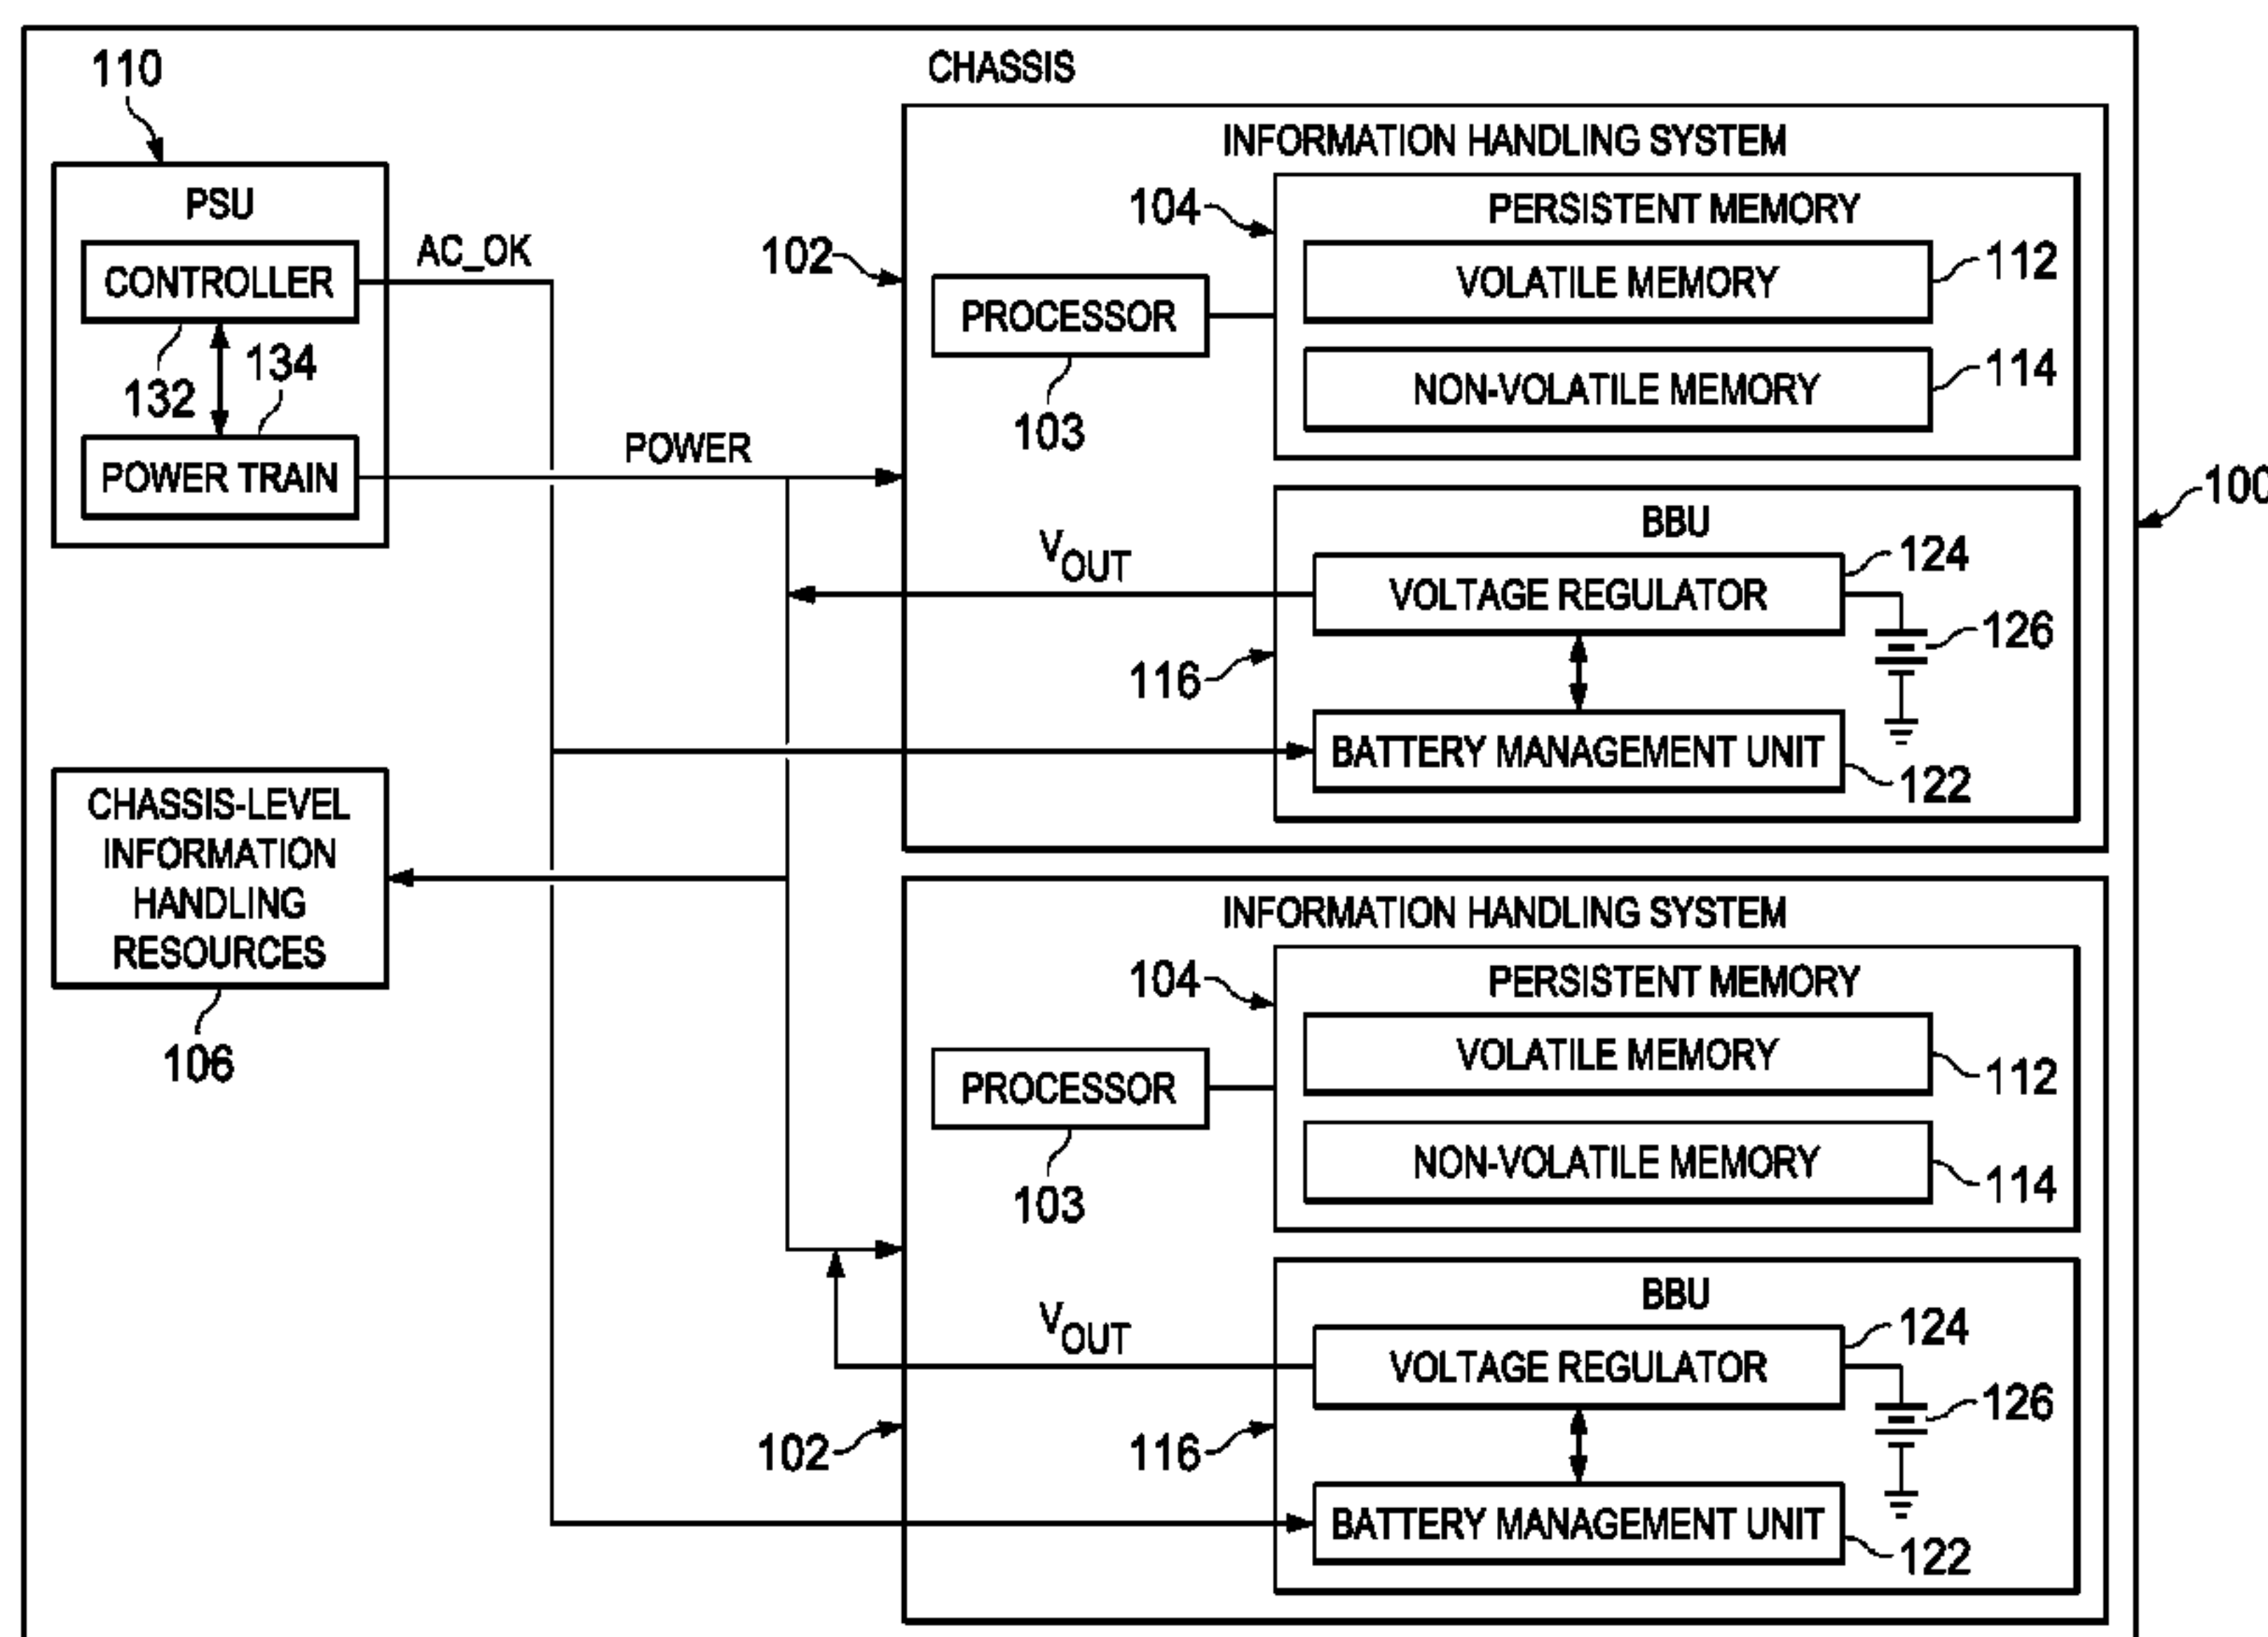 CHASSIS
110
PSU
CONTROLLER
132
134
POWER TRAIN
AC_OK
POWER
CHASSIS-LEVEL
INFORMATION
HANDLING
RESOURCES
106
100
INFORMATION HANDLING SYSTEM
102
104
PERSISTENT MEMORY
VOLATILE MEMORY
112
NON-VOLATILE MEMORY
114
PROCESSOR
103
BBU
VOUT
VOLTAGE REGULATOR
124
126
116
BATTERY MANAGEMENT UNIT
122
INFORMATION HANDLING SYSTEM
104
PERSISTENT MEMORY
VOLATILE MEMORY
112
NON-VOLATILE MEMORY
114
PROCESSOR
103
BBU
VOUT
VOLTAGE REGULATOR
124
126
102
116
BATTERY MANAGEMENT UNIT
122